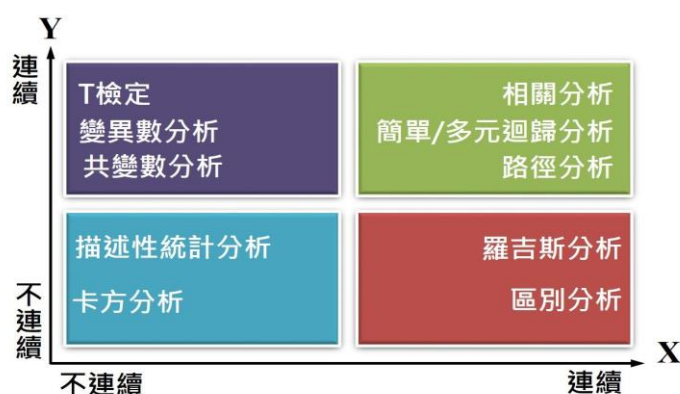 Y
連續
T檢定
變異數分析
共變數分析
相關分析
簡單/多元迴歸分析
路徑分析
不連續
描述性統計分析
卡方分析
羅吉斯分析
區別分析
X
不連續
連續